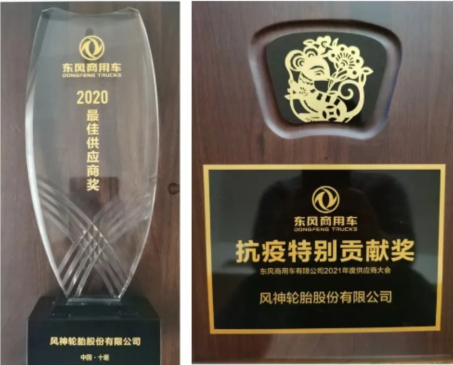 东风商用车
DONGFENG TRUCKS
2020
最佳供应商奖
风神轮胎股份有限公司
中国·十堰
东风商用车
DONGFENG TRUCKS
抗疫特别贡献奖
东风商用车有限公司2021年度供应商大会
风神轮胎股份有限公司